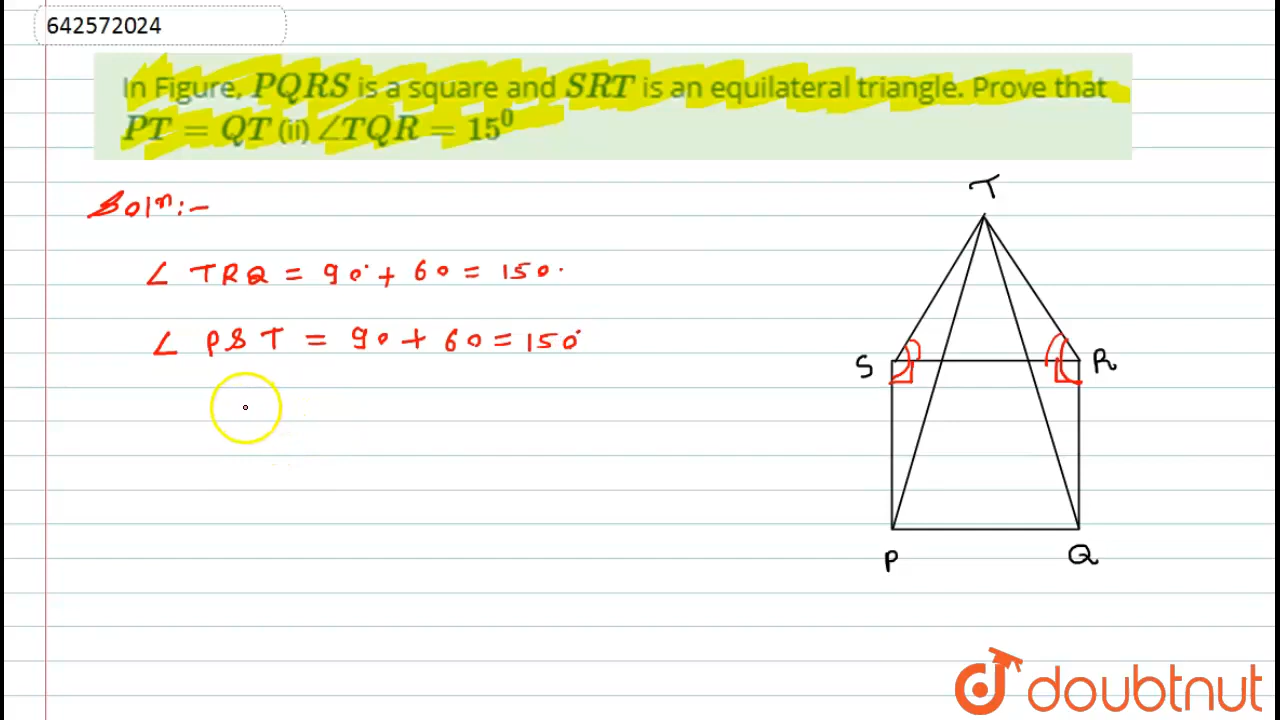 642572024
In Figure, PQRS is a square and SRT is an equilateral triangle. Prove that
PT = QT (ii) ∠TQR = 15⁰
Solⁿ:-
∠ TRQ = 90° + 60 = 150°
∠ PST = 90 + 60 = 150°
T
S R
P Q
doubtnut